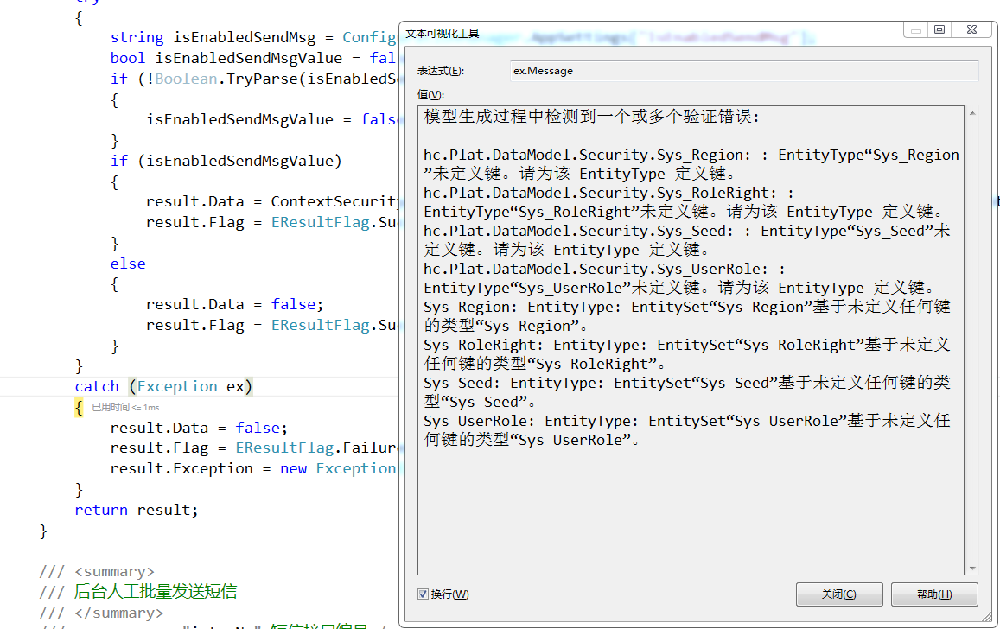 try
{
string isEnabledSendMsg = Config
文本可视化工具
AppSettings["IsEnabledSendMsg"];
bool isEnabledSendMsgValue = fal
if (!Boolean.TryParse(isEnabledSe
{
isEnabledSendMsgValue = false
}
if (isEnabledSendMsgValue)
{
result.Data = ContextSecurity
result.Flag = EResultFlag.Suc
}
else
{
result.Data = false;
result.Flag = EResultFlag.Suc
}
}
catch (Exception ex)
{ 已用时间 <= 1ms
result.Data = false;
result.Flag = EResultFlag.Failure
result.Exception = new Exception
}
return result;
}
/// <summary>
/// 后台人工批量发送短信
/// </summary>
表达式(E):
ex.Message
值(V):
模型生成过程中检测到一个或多个验证错误:
hc.Plat.DataModel.Security.Sys_Region: : EntityType“Sys_Region
”未定义键。请为该 EntityType 定义键。
hc.Plat.DataModel.Security.Sys_RoleRight: :
EntityType“Sys_RoleRight”未定义键。请为该 EntityType 定义键。
hc.Plat.DataModel.Security.Sys_Seed: : EntityType“Sys_Seed”未
定义键。请为该 EntityType 定义键。
hc.Plat.DataModel.Security.Sys_UserRole: :
EntityType“Sys_UserRole”未定义键。请为该 EntityType 定义键。
Sys_Region: EntityType: EntitySet“Sys_Region”基于未定义任何键
的类型“Sys_Region”。
Sys_RoleRight: EntityType: EntitySet“Sys_RoleRight”基于未定义
任何键的类型“Sys_RoleRight”。
Sys_Seed: EntityType: EntitySet“Sys_Seed”基于未定义任何键的类
型“Sys_Seed”。
Sys_UserRole: EntityType: EntitySet“Sys_UserRole”基于未定义任
何键的类型“Sys_UserRole”。
换行(W)
关闭(C)
帮助(H)